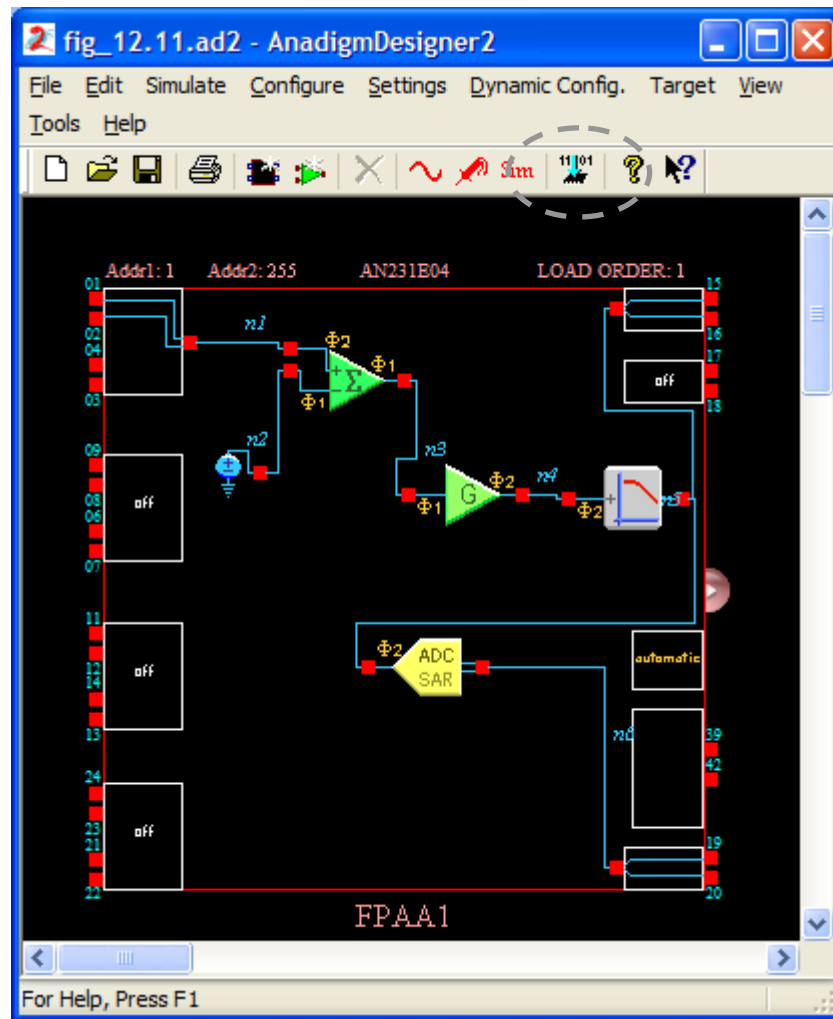 fig_12.11.ad2 - AnadigmDesigner2
File Edit Simulate Configure Settings Dynamic Config. Target View
Tools Help
Sim 11101
Addr1: 1 Addr2: 255 AN231E04 LOAD ORDER: 1
01 15
n1
02 Φ2 16
04 Φ1 17
+ Σ
off
03 Φ1 18
09 n2 n3
±
G Φ2 n4
08 off Φ1 + n5
06 Φ2
07
11
Φ2 ADC automatic
12 off SAR
14
13 n6 39
24 42
23 off 19
21
22 20
FPAA1
For Help, Press F1